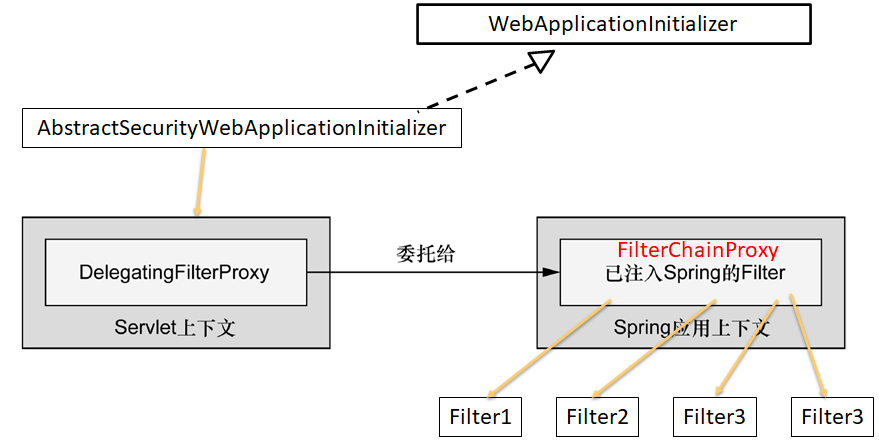 WebApplicationInitializer
AbstractSecurityWebApplicationInitializer
DelegatingFilterProxy
Servlet上下文
委托给
FilterChainProxy
已注入Spring的Filter
Spring应用上下文
Filter1
Filter2
Filter3
Filter3